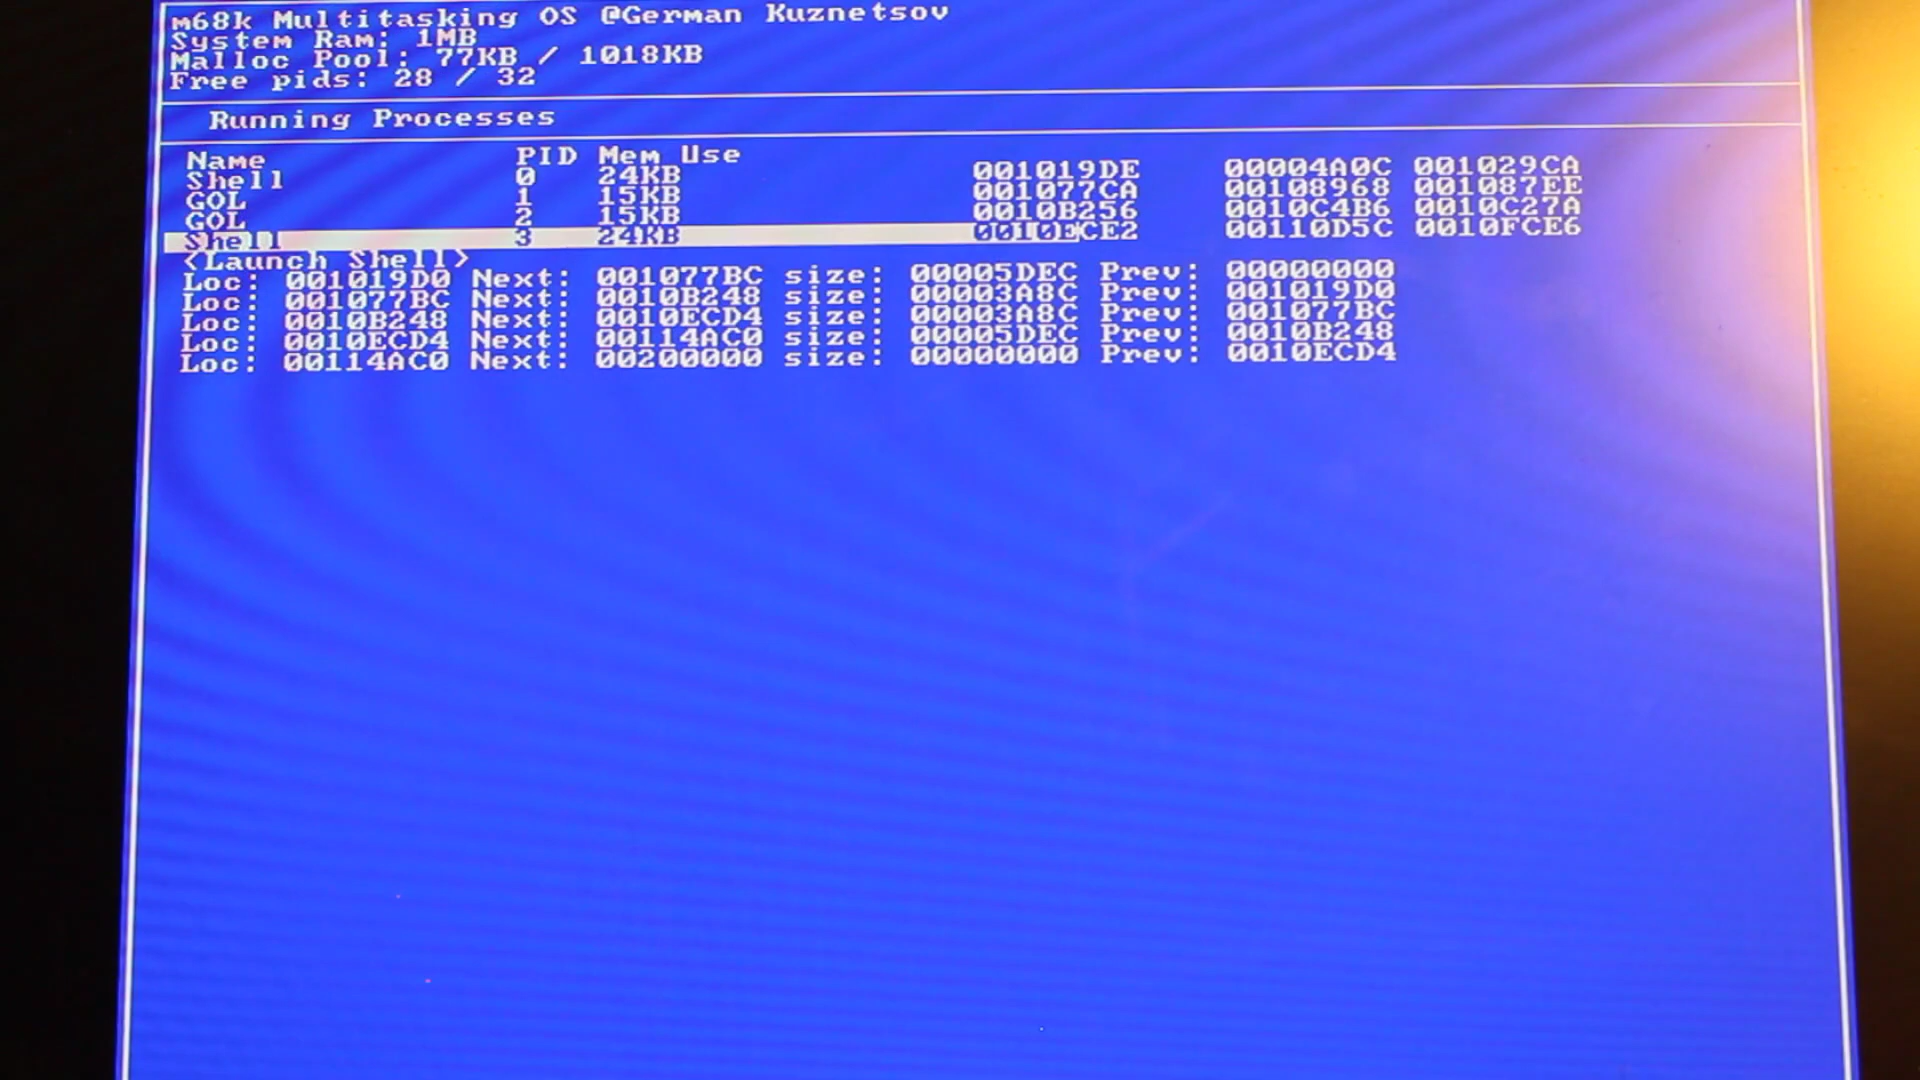 m68k Multitasking OS @German Kuznetsov
System Ram: 1MB
Malloc Pool: 77KB / 1018KB
Free pids: 28 / 32
Running Processes
Name PID Mem Use
Shell 0 24KB 001019DE 00004A0C 001029CA
GOL 1 15KB 001077CA 00108968 001087EE
GOL 2 15KB 0010B256 0010C4B6 0010C27A
Shell 3 24KB 0010ECE2 00110D5C 0010FCE6
<Launch Shell>
Loc: 001019D0 Next: 001077BC size: 00005DEC Prev: 00000000
Loc: 001077BC Next: 0010B248 size: 00003A8C Prev: 001019D0
Loc: 0010B248 Next: 0010ECD4 size: 00003A8C Prev: 001077BC
Loc: 0010ECD4 Next: 00114AC0 size: 00005DEC Prev: 0010B248
Loc: 00114AC0 Next: 00200000 size: 00000000 Prev: 0010ECD4